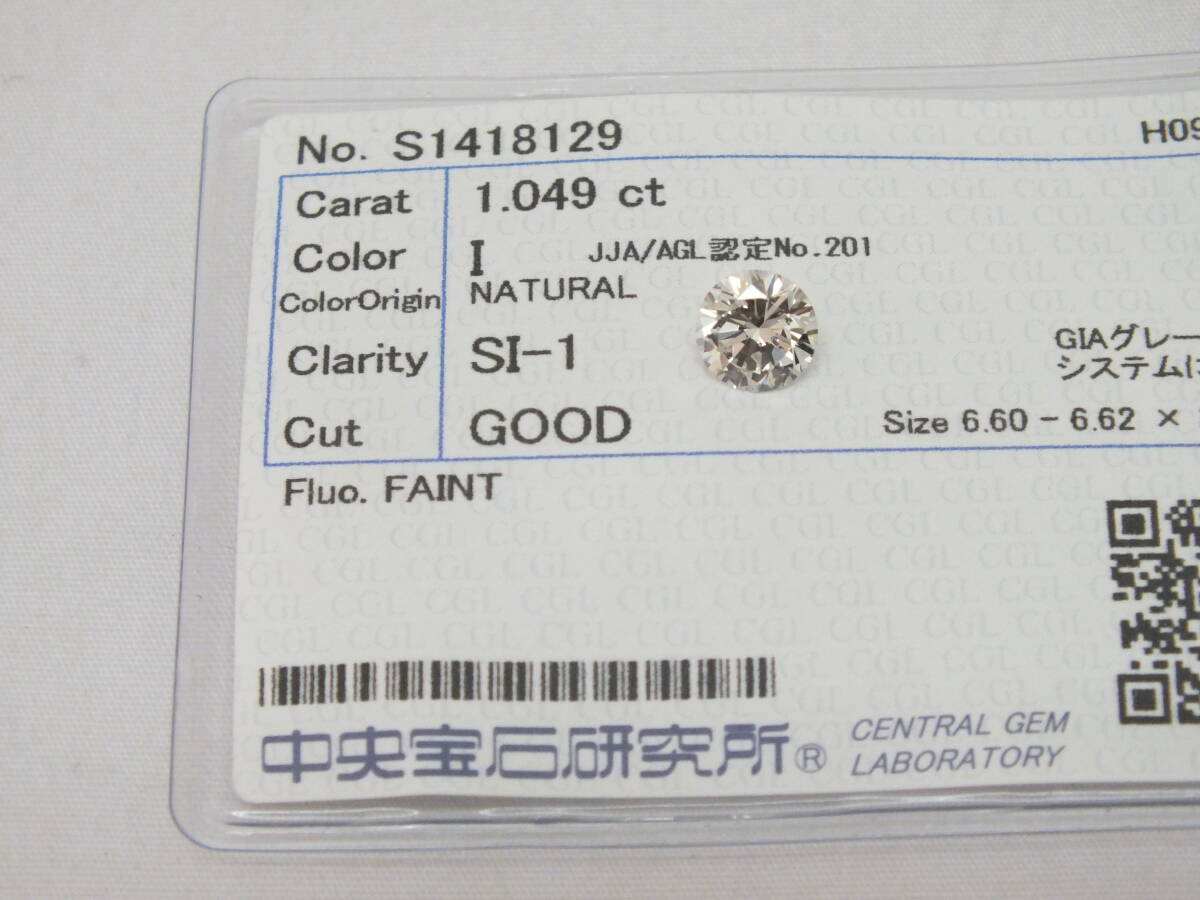 No. S1418129 H09
Carat 1.049 ct
Color I JJA/AGL認定No.201
ColorOrigin NATURAL
Clarity SI-1
GIAグレー
システムに
Cut GOOD
Size 6.60 - 6.62 ×
Fluo. FAINT
中央宝石研究所®
CENTRAL GEM
LABORATORY